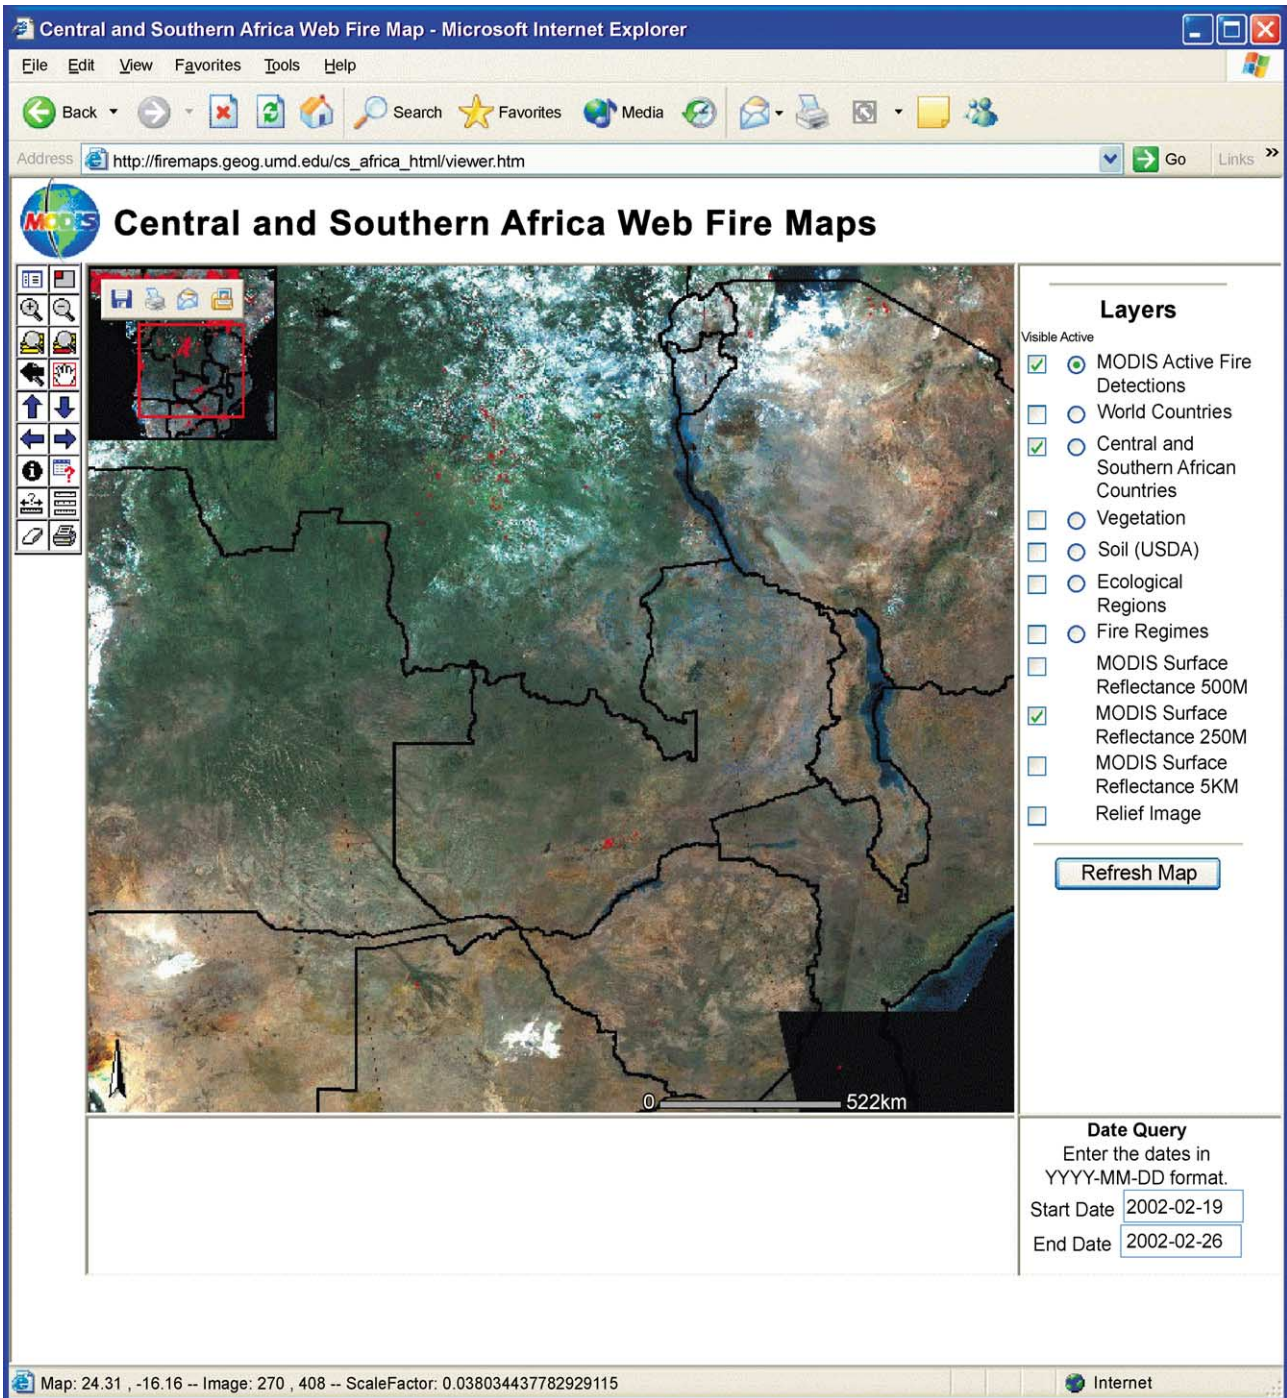 Central and Southern Africa Web Fire Map - Microsoft Internet Explorer
File Edit View Favorites Tools Help
Back Search Favorites Media
Address http://firemaps.geog.umd.edu/cs_africa_html/viewer.htm Go Links »
MODIS
Central and Southern Africa Web Fire Maps
Layers
Visible Active
MODIS Active Fire
Detections
World Countries
Central and
Southern African
Countries
Vegetation
Soil (USDA)
Ecological
Regions
Fire Regimes
MODIS Surface
Reflectance 500M
MODIS Surface
Reflectance 250M
MODIS Surface
Reflectance 5KM
Relief Image
Refresh Map
0 522km
Date Query
Enter the dates in
YYYY-MM-DD format.
Start Date 2002-02-19
End Date 2002-02-26
Map: 24.31 , -16.16 -- Image: 270 , 408 -- ScaleFactor: 0.038034437782929115
Internet